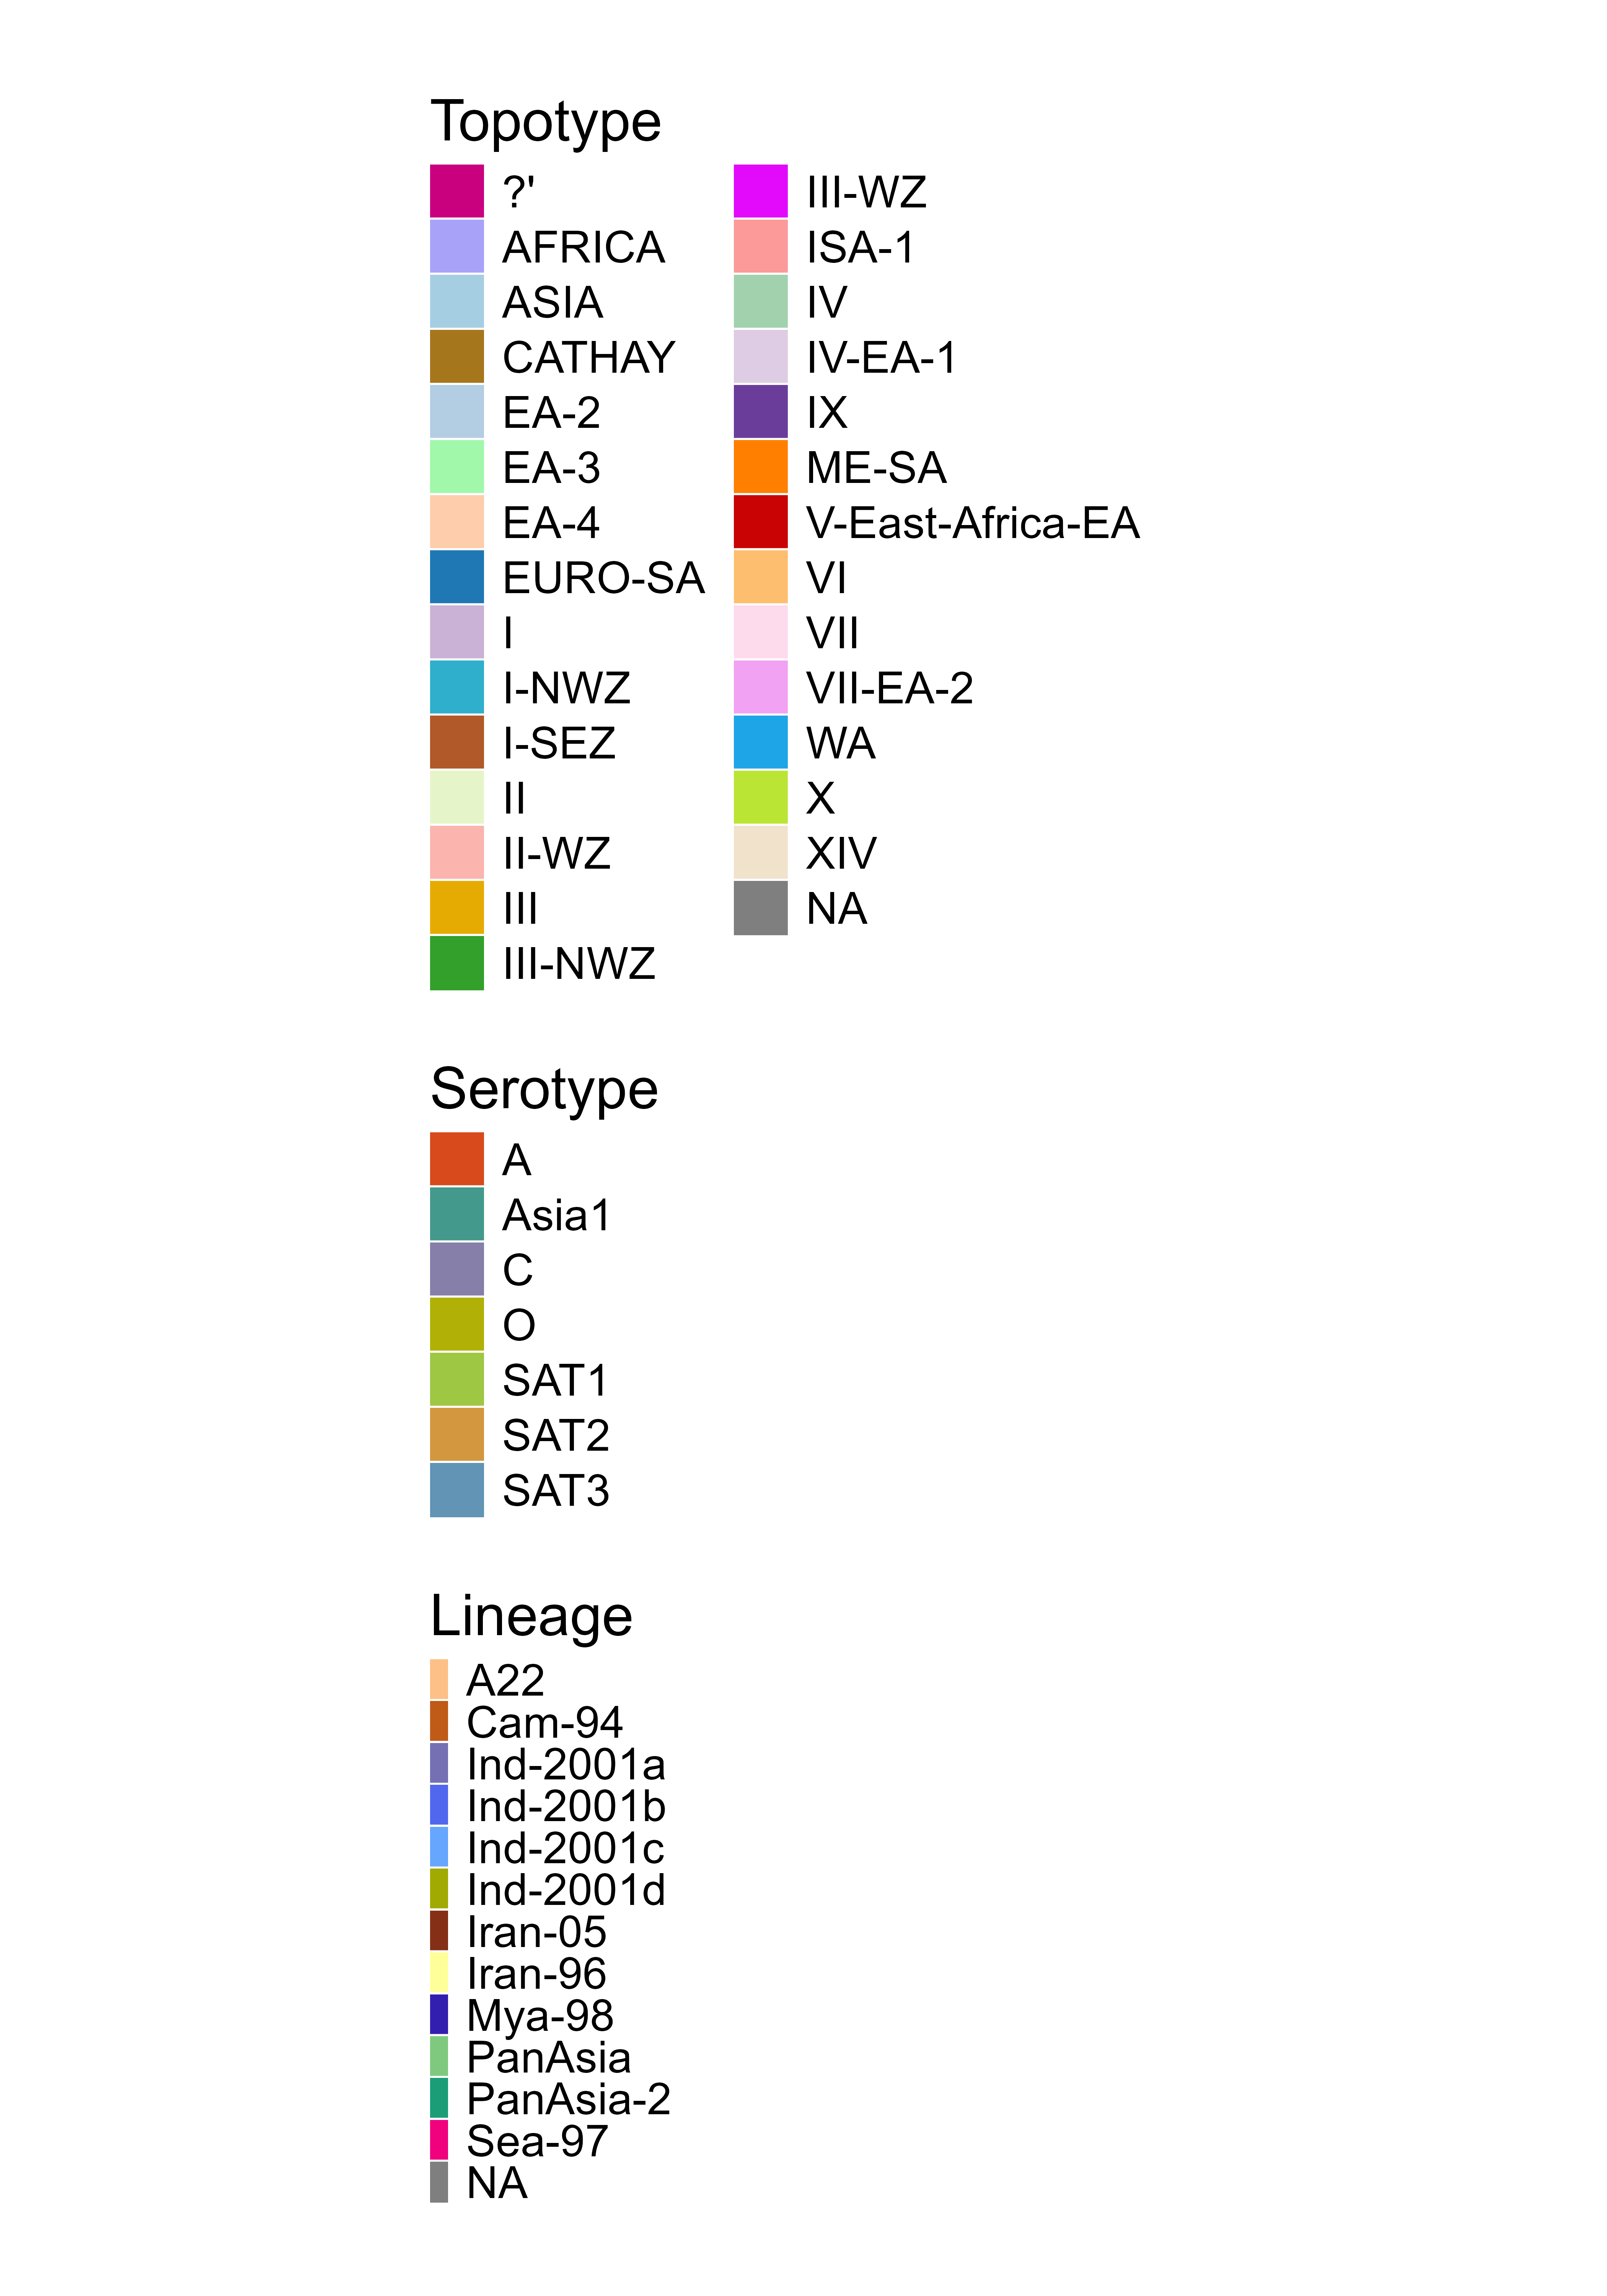 Topotype
?'
AFRICA
ASIA
CATHAY
EA-2
EA-3
EA-4
EURO-SA
I
I-NWZ
I-SEZ
II
II-WZ
III
III-NWZ
III-WZ
ISA-1
IV
IV-EA-1
IX
ME-SA
V-East-Africa-EA
VI
VII
VII-EA-2
WA
X
XIV
NA
Serotype
A
Asia1
C
O
SAT1
SAT2
SAT3
Lineage
A22
Cam-94
Ind-2001a
Ind-2001b
Ind-2001c
Ind-2001d
Iran-05
Iran-96
Mya-98
PanAsia
PanAsia-2
Sea-97
NA